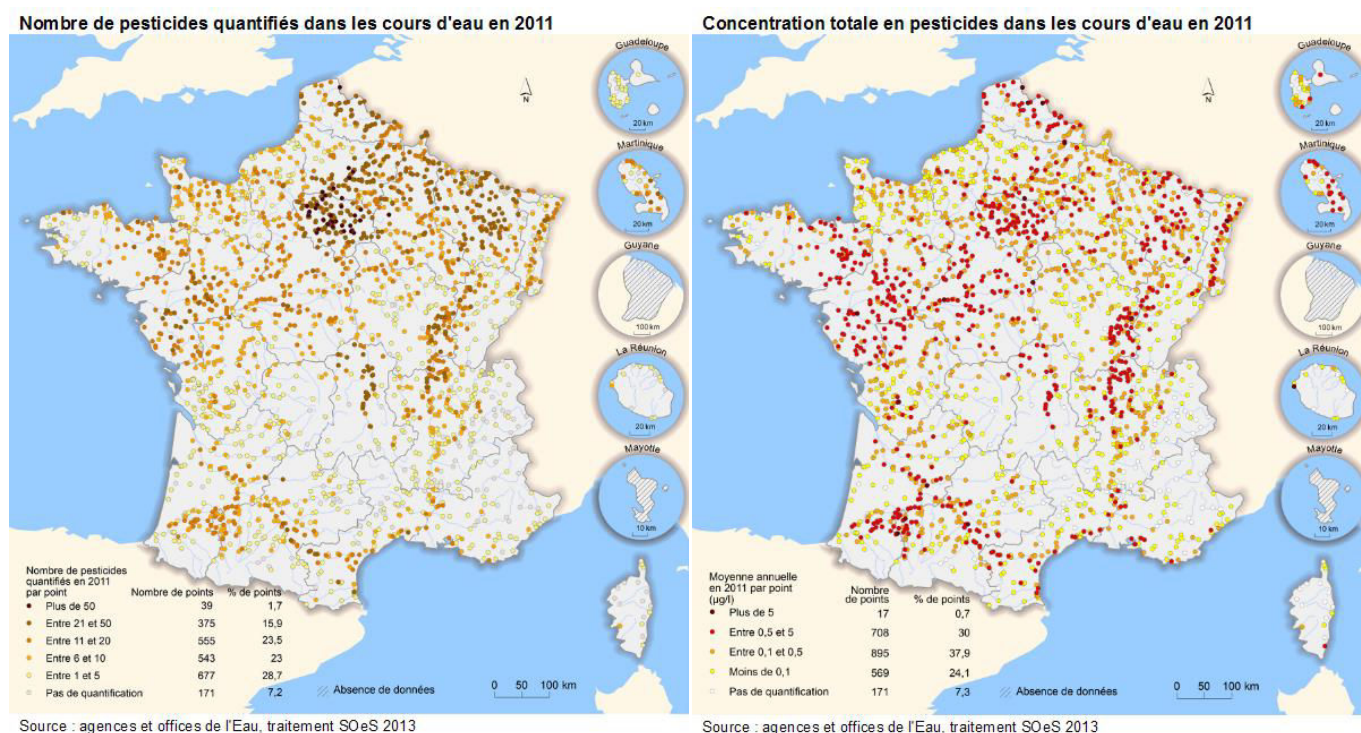 Nombre de pesticides quantifiés dans les cours d'eau en 2011
Guadeloupe
20 km
N
Martinique
20 km
Guyane
100 km
La Réunion
20 km
Mayotte
10 km
Nombre de pesticides
quantifiés en 2011
par point
Nombre de points
% de points
Plus de 50 39 1,7
Entre 21 et 50 375 15,9
Entre 11 et 20 555 23,5
Entre 6 et 10 543 23
Entre 1 et 5 677 28,7
Pas de quantification 171 7,2
Absence de données
0 50 100 km
Source : agences et offices de l'Eau, traitement SOeS 2013
Concentration totale en pesticides dans les cours d'eau en 2011
Guadeloupe
20 km
N
Martinique
20 km
Guyane
100 km
La Réunion
20 km
Mayotte
10 km
Moyenne annuelle
en 2011 par point
(µg/l)
Nombre
de points
% de points
Plus de 5 17 0,7
Entre 0,5 et 5 708 30
Entre 0,1 et 0,5 895 37,9
Moins de 0,1 569 24,1
Pas de quantification 171 7,3
Absence de données
0 50 100 km
Source : agences et offices de l'Eau, traitement SOeS 2013